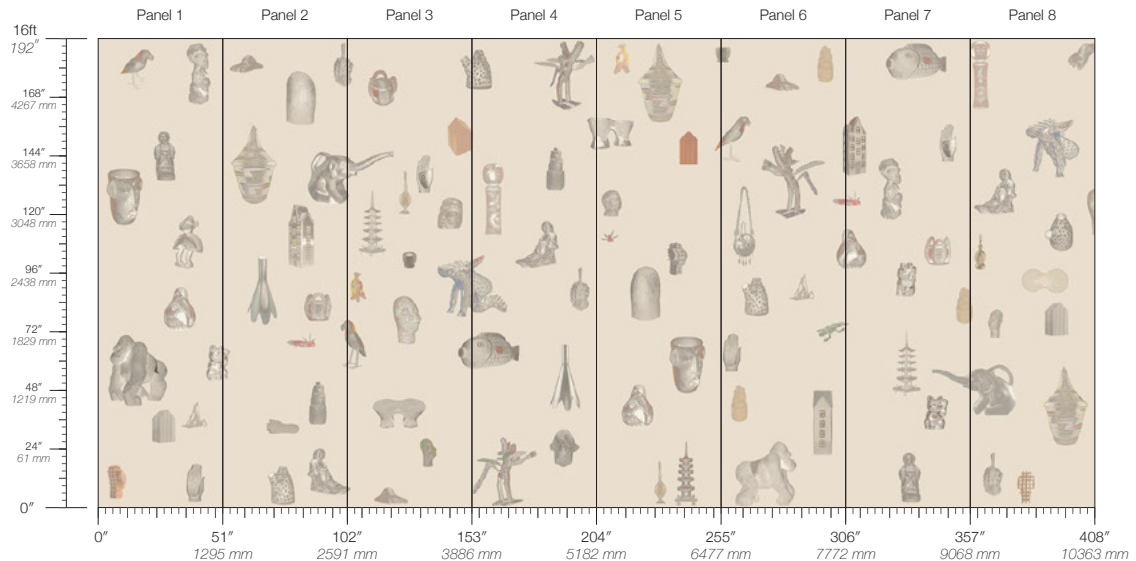 Panel 1 Panel 2 Panel 3 Panel 4 Panel 5 Panel 6 Panel 7 Panel 8
16ft
192″
168″
4267 mm
144″
3658 mm
120″
3048 mm
96″
2438 mm
72″
1829 mm
48″
1219 mm
24″
61 mm
0″
0″ 51″ 102″ 153″ 204″ 255″ 306″ 357″ 408″
1295 mm 2591 mm 3886 mm 5182 mm 6477 mm 7772 mm 9068 mm 10363 mm